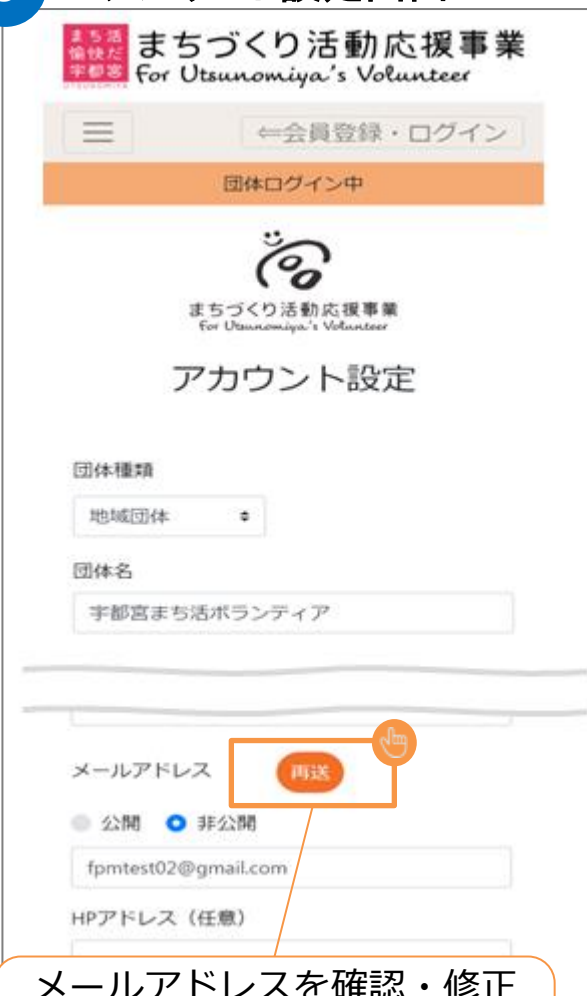 まち活
愉快だ
宇都宮
UTSUNOMIYA
まちづくり活動応援事業
For Utsunomiya's Volunteer
⇐会員登録・ログイン
団体ログイン中
まちづくり活動応援事業
For Utsunomiya's Volunteer
アカウント設定
団体種類
地域団体
団体名
宇都宮まち活ボランティア
メールアドレス 再送
公開 非公開
fpmtest02@gmail.com
HPアドレス（任意）
メールアドレスを確認・修正